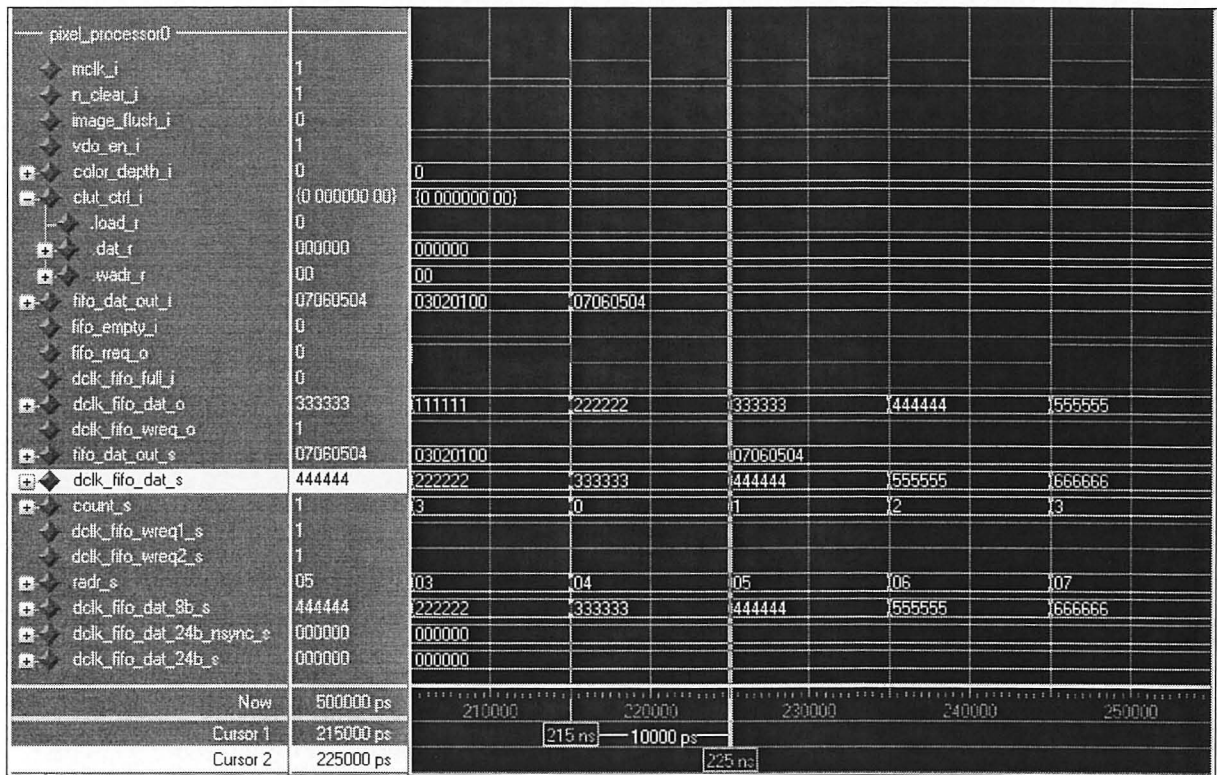 pixel_processor0
mclk_i 1
n_clear_i 1
image_flush_i 0
vdo_en_i 1
color_depth_i 0 0
clut_ctrl_i {0 000000 00} {0 000000 00}
.load_r 0
.dat_r 000000 000000
.wadr_r 00 00
fifo_dat_out_i 07060504 03020100 07060504
fifo_empty_i 0
fifo_rreq_o 0
dclk_fifo_full_i 0
dclk_fifo_dat_o 333333 111111 222222 333333 444444 555555
dclk_fifo_wreq_o 1
fifo_dat_out_s 07060504 03020100 07060504
dclk_fifo_dat_s 444444 222222 333333 444444 555555 666666
count_s 1 3 0 1 2 3
dclk_fifo_wreq1_s 1
dclk_fifo_wreq2_s 1
radr_s 05 03 04 05 06 07
dclk_fifo_dat_8b_s 444444 222222 333333 444444 555555 666666
dclk_fifo_dat_24b_nsync_s 000000 000000
dclk_fifo_dat_24b_s 000000 000000
Now 500000 ps 210000 220000 230000 240000 250000
Cursor 1 215000 ps 215 ns 10000 ps
Cursor 2 225000 ps 225 ns